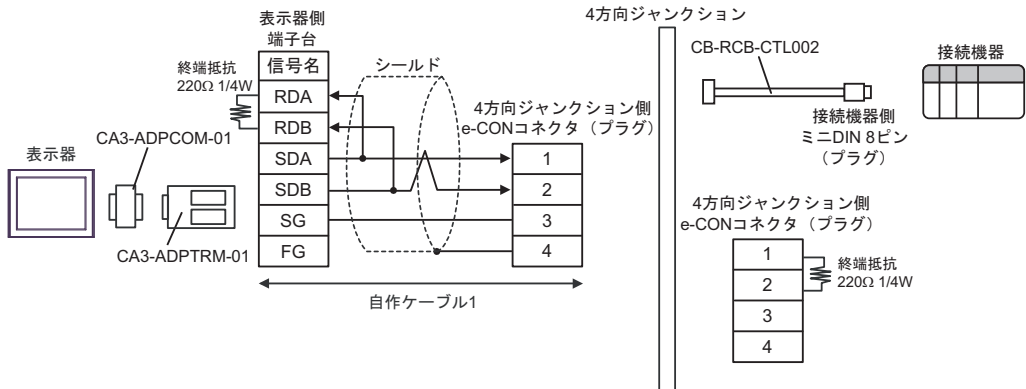 4方向ジャンクション
表示器側
端子台
信号名
終端抵抗
220Ω 1/4W
RDA
RDB
SDA
SDB
SG
FG
シールド
CA3-ADPCOM-01
表示器
CA3-ADPTRM-01
4方向ジャンクション側
e-CONコネクタ（プラグ）
1
2
3
4
自作ケーブル1
CB-RCB-CTL002
接続機器
接続機器側
ミニDIN 8ピン
（プラグ）
4方向ジャンクション側
e-CONコネクタ（プラグ）
1
2
3
4
終端抵抗
220Ω 1/4W